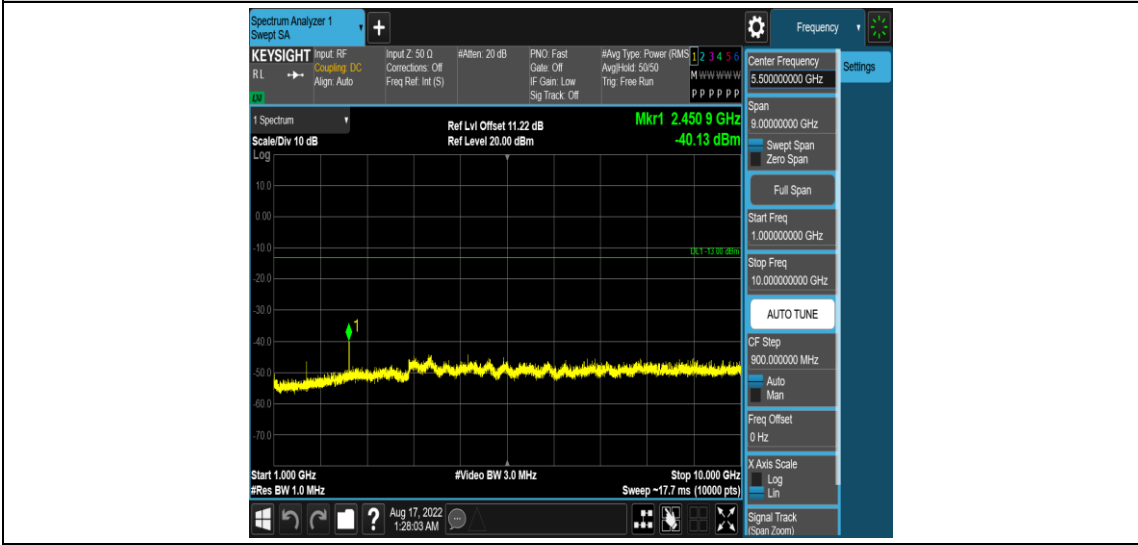 Spectrum Analyzer 1
Swept SA
+
Frequency
KEYSIGHT
RL
LXI
Input: RF
Coupling: DC
Align: Auto
Input Z: 50 Ω
Corrections: Off
Freq Ref: Int (S)
#Atten: 20 dB
PNO: Fast
Gate: Off
IF Gain: Low
Sig Track: Off
#Avg Type: Power (RMS
Avg|Hold: 50/50
Trig: Free Run
1 2 3 4 5 6
M W W W W W
P P P P P P
1 Spectrum
Scale/Div 10 dB
Log
Ref Lvl Offset 11.22 dB
Ref Level 20.00 dBm
Mkr1 2.450 9 GHz
-40.13 dBm
10.0
0.00
-10.0
DL1 -13.00 dBm
-20.0
-30.0
1
-40.0
-50.0
-60.0
-70.0
Start 1.000 GHz
#Res BW 1.0 MHz
#Video BW 3.0 MHz
Stop 10.000 GHz
Sweep ~17.7 ms (10000 pts)
?
Aug 17, 2022
1:28:03 AM
Center Frequency
5.500000000 GHz
Settings
Span
9.00000000 GHz
Swept Span
Zero Span
Full Span
Start Freq
1.000000000 GHz
Stop Freq
10.000000000 GHz
AUTO TUNE
CF Step
900.000000 MHz
Auto
Man
Freq Offset
0 Hz
X Axis Scale
Log
Lin
Signal Track
(Span Zoom)